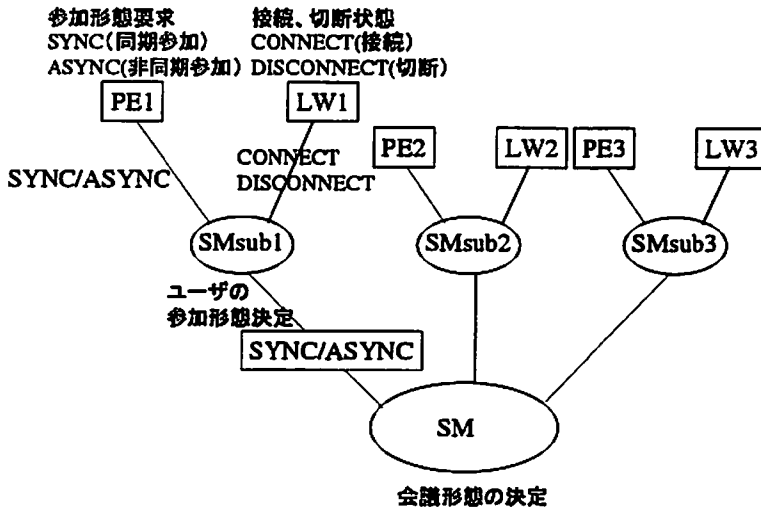 参加形態要求
SYNC(同期参加)
ASYNC(非同期参加)
接続、切断状態
CONNECT(接続)
DISCONNECT(切断)
PE1
LW1
PE2
LW2
PE3
LW3
SYNC/ASYNC
CONNECT
DISCONNECT
SMsub1
SMsub2
SMsub3
ユーザの
参加形態決定
SYNC/ASYNC
SM
会議形態の決定